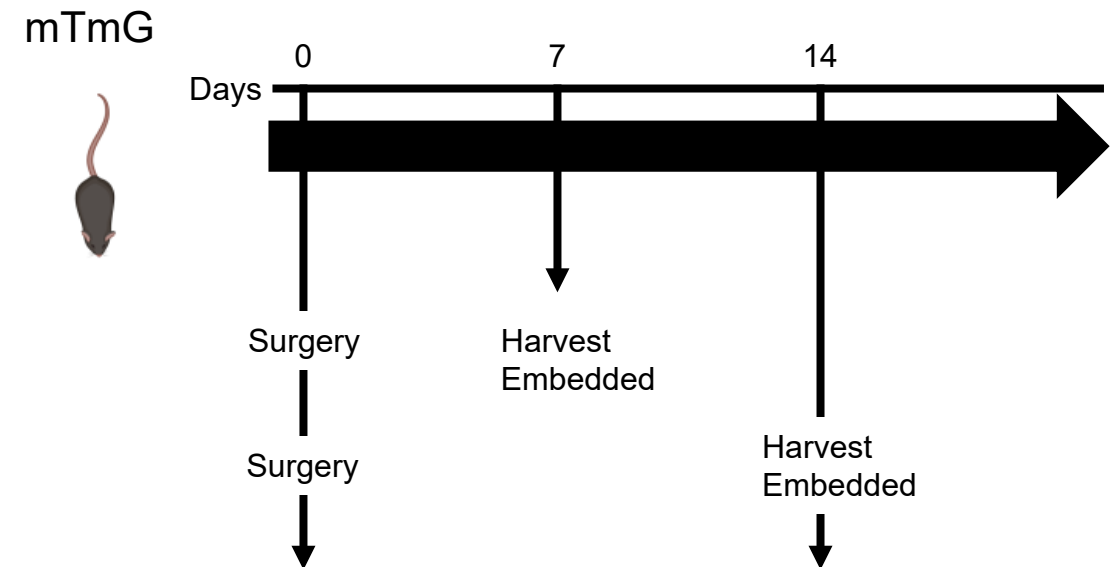 mTmG
0 7 14
Days
Surgery
Harvest
Embedded
Surgery
Harvest
Embedded